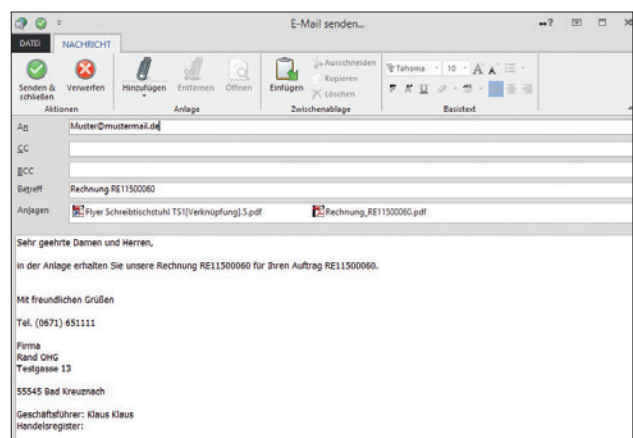 E-Mail senden...
DATEI NACHRICHT
Senden & schließen
Verwerfen
Hinzufügen
Entfernen
Öffnen
Einfügen
Ausschneiden
Kopieren
Löschen
Tahoma 10
F K U
Aktionen Anlage Zwischenablage Basistext
An Muster@mustermail.de
CC
BCC
Betreff Rechnung RE11500060
Anlagen Flyer Schreibtischstuhl TS1[Verknüpfung].5.pdf Rechnung_RE11500060.pdf
Sehr geehrte Damen und Herren,
in der Anlage erhalten Sie unsere Rechnung RE11500060 für Ihren Auftrag RE11500060.
Mit freundlichen Grüßen
Tel. (0671) 651111
Firma
Rand OHG
Testgasse 13
55545 Bad Kreuznach
Geschäftsführer: Klaus Klaus
Handelsregister: